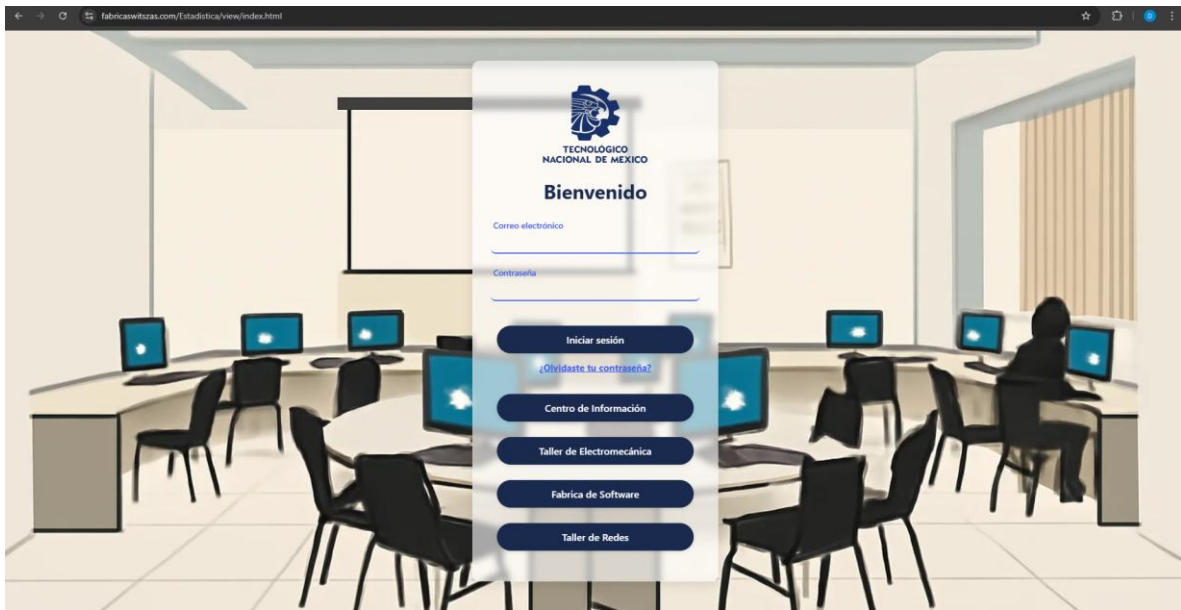 fabricaswitszas.com/Estadistica/view/index.html
TECNOLÓGICO
NACIONAL DE MÉXICO
Bienvenido
Correo electrónico
Contraseña
Iniciar sesión
¿Olvidaste tu contraseña?
Centro de Información
Taller de Electromecánica
Fabrica de Software
Taller de Redes